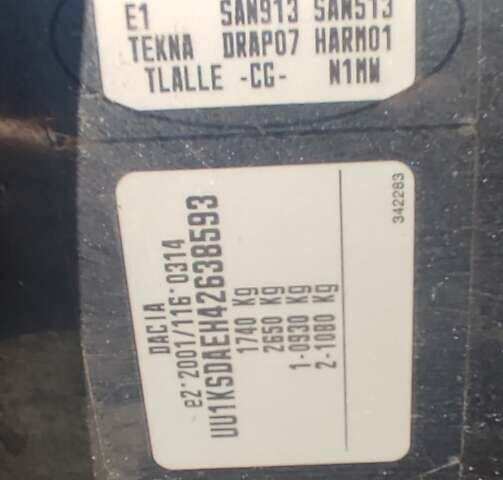 E1 SAN913 SAN513
TEKNA DRAP07 HARM01
TLALLE -CG- N1MW
DACIA
e2*2001/116*0314
UU1KSDAEH42638593
1740 Kg
2650 Kg
1-0930 Kg
2-1080 Kg
342283